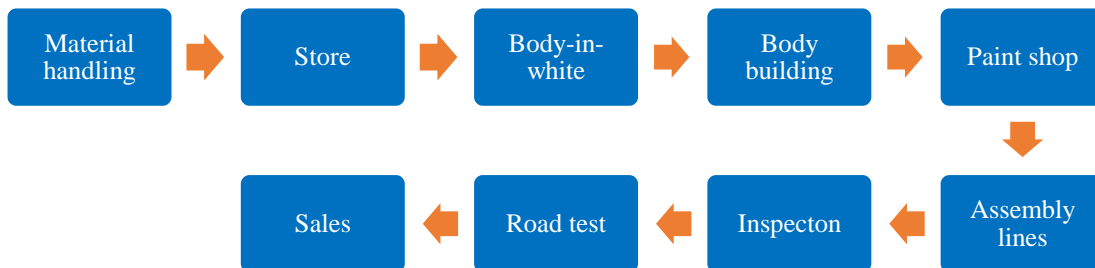 Material
handling
Store
Body-in-
white
Body
building
Paint shop
Assembly
lines
Inspecton
Road test
Sales